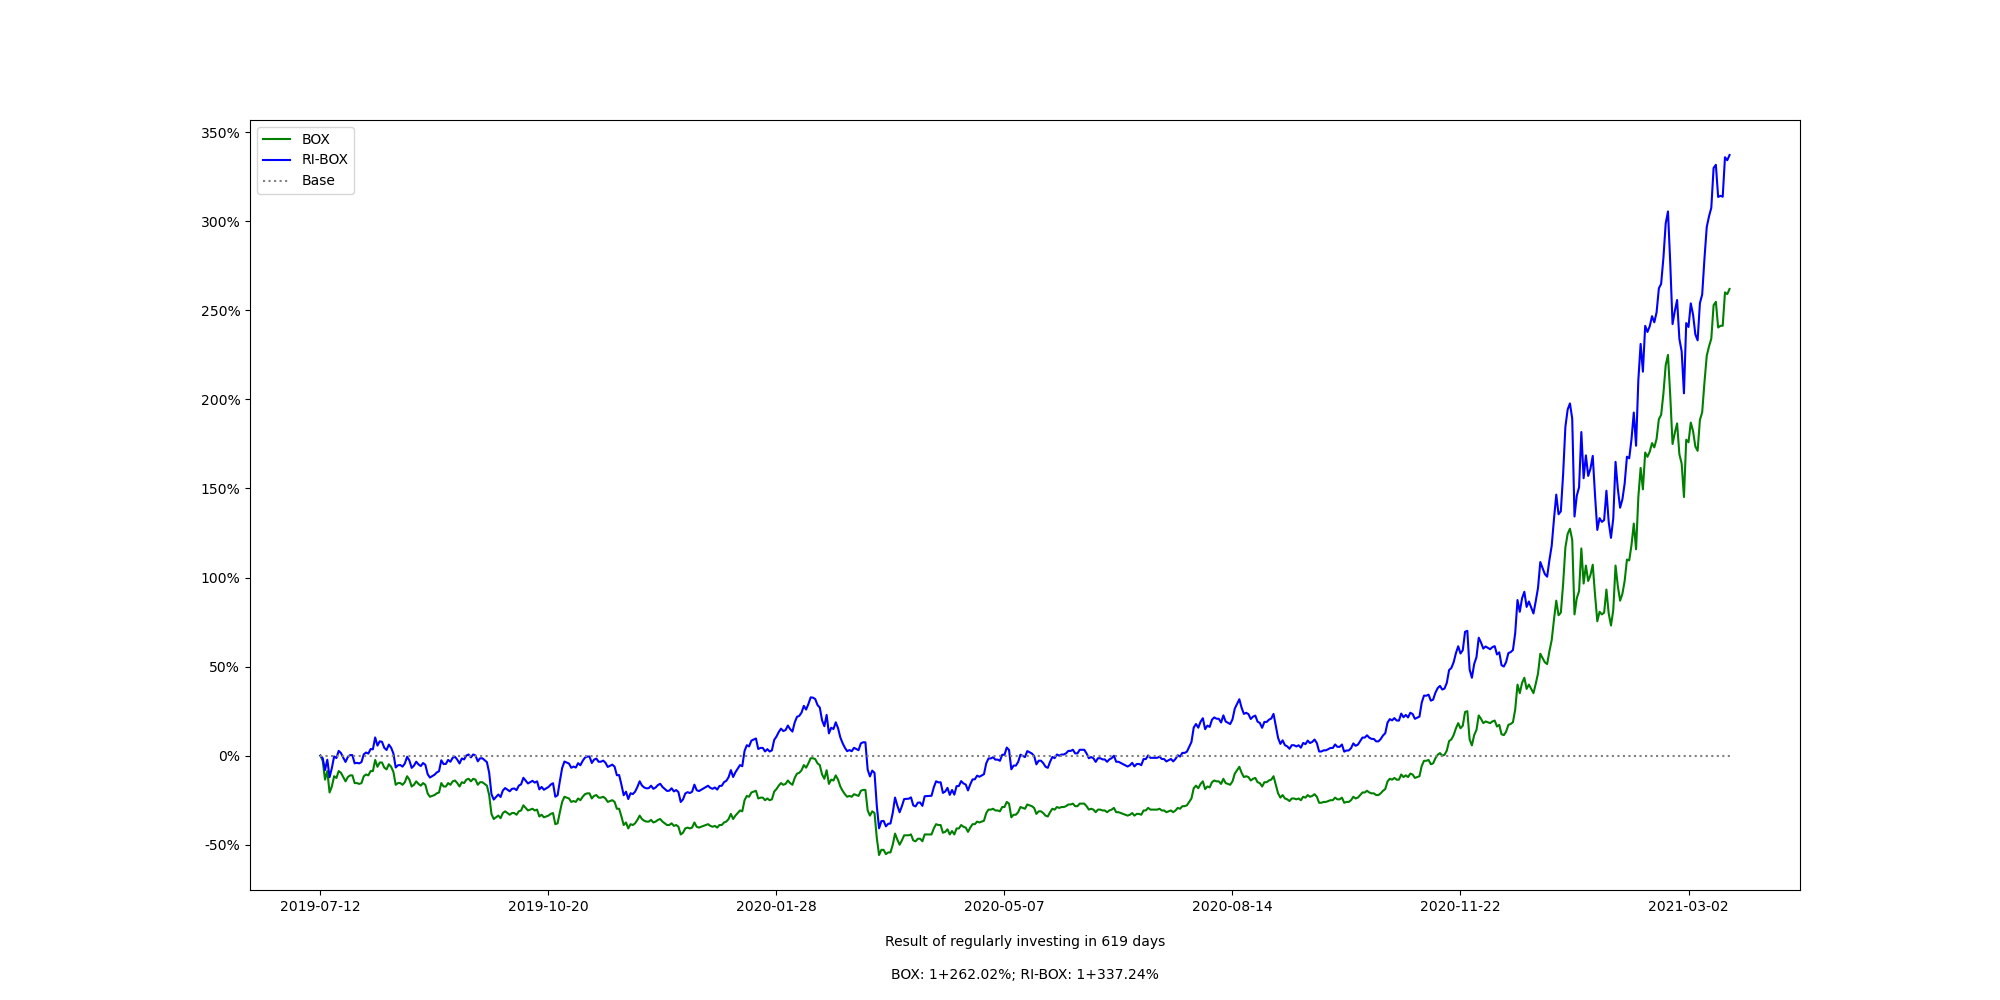 350%
300%
250%
200%
150%
100%
50%
0%
-50%
BOX
RI-BOX
Base
2019-07-12 2019-10-20 2020-01-28 2020-05-07 2020-08-14 2020-11-22 2021-03-02
Result of regularly investing in 619 days
BOX: 1+262.02%; RI-BOX: 1+337.24%